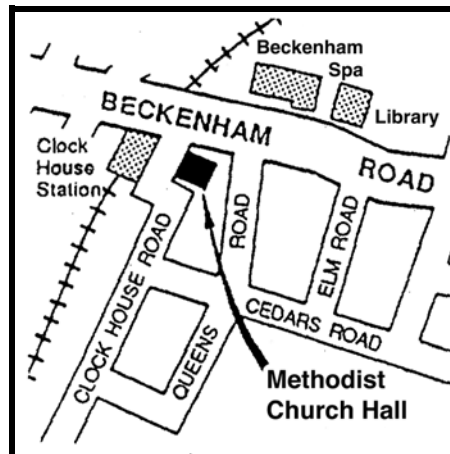 Beckenham
Spa
Library
BECKENHAM
ROAD
Clock
House
Station
CLOCK HOUSE ROAD
QUEENS
ROAD
ELM ROAD
CEDARS ROAD
Methodist
Church Hall